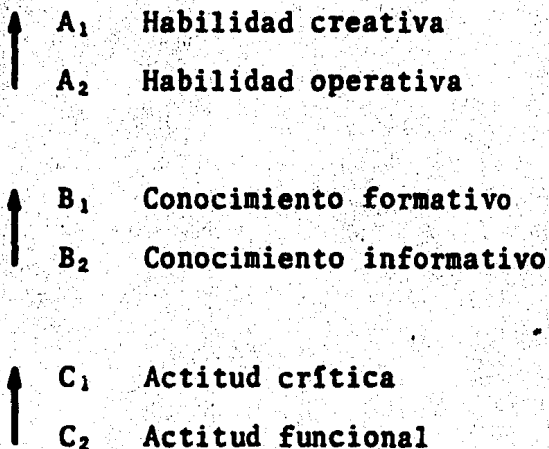 A₁ Habilidad creativa
A₂ Habilidad operativa
B₁ Conocimiento formativo
B₂ Conocimiento informativo
C₁ Actitud crítica
C₂ Actitud funcional